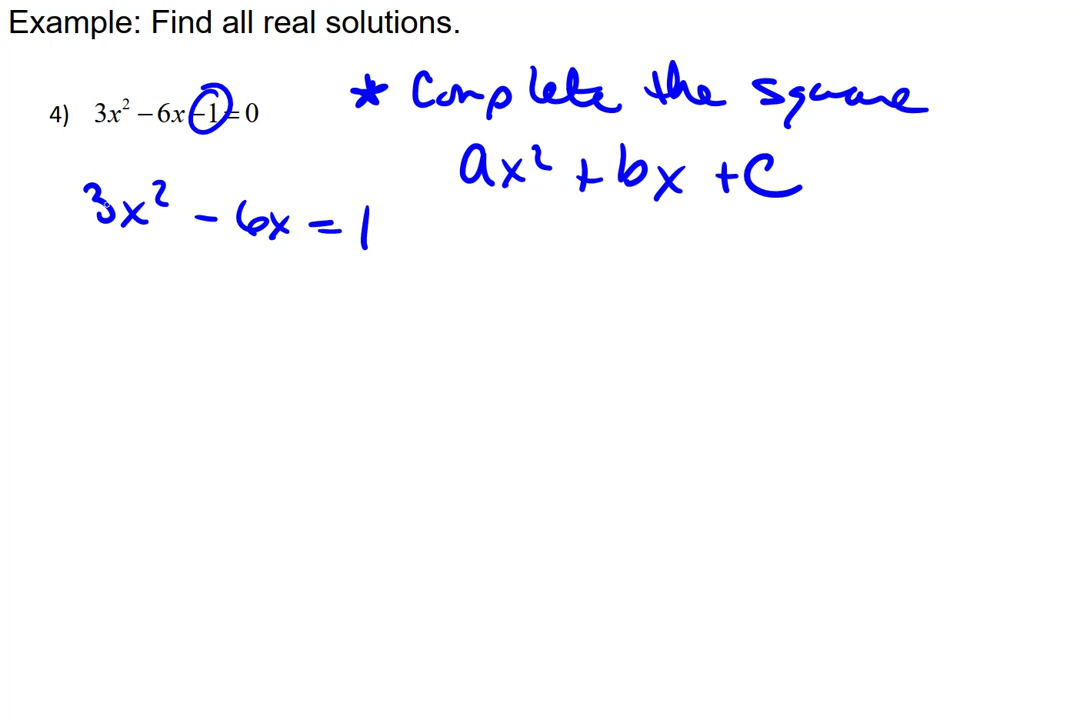 Example: Find all real solutions.
4) 3x² − 6x − 1 = 0
* Complete the square
ax² + bx + C
3x² − 6x = 1